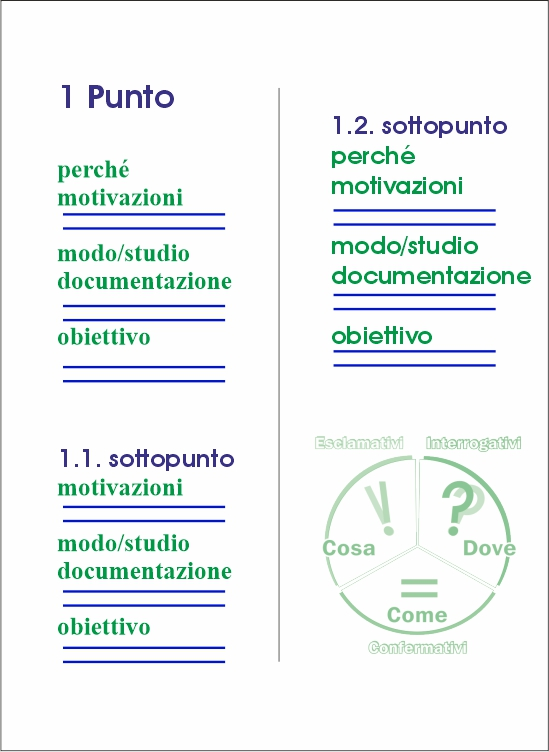 1 Punto
perché
motivazioni
modo/studio
documentazione
obiettivo
1.1. sottopunto
motivazioni
modo/studio
documentazione
obiettivo
1.2. sottopunto
perché
motivazioni
modo/studio
documentazione
obiettivo
Esclamativi Interrogativi
! ?
Cosa Dove
=
Come
Confermativi